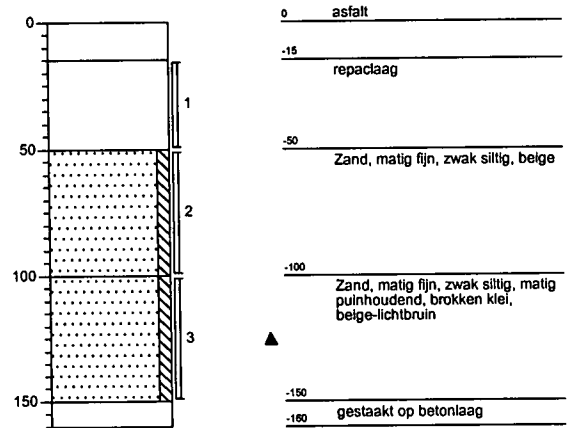 0
0 asfalt
-15
repaclaag
1
50
-50
Zand, matig fijn, zwak siltig, beige
2
100
-100
Zand, matig fijn, zwak siltig, matig
puinhoudend, brokken klei,
beige-lichtbruin
3
150
-150
gestaakt op betonlaag
-160